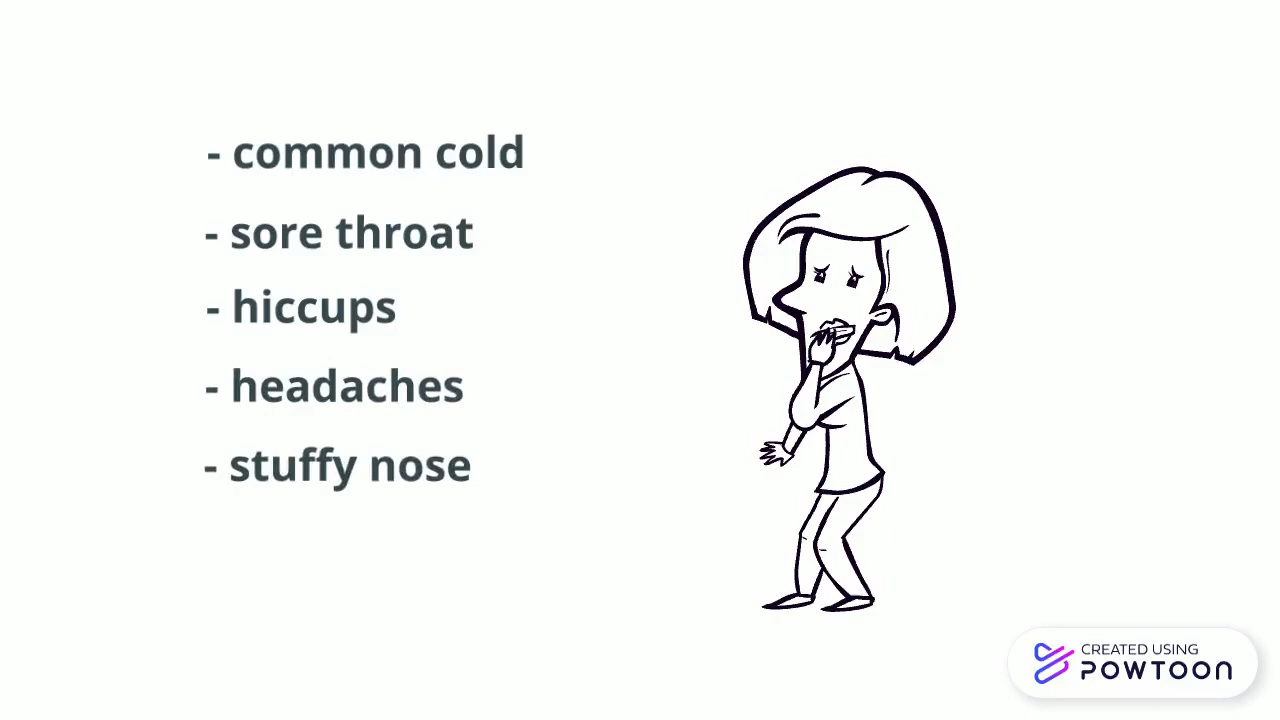 - common cold
- sore throat
- hiccups
- headaches
- stuffy nose
CREATED USING
POWTOON